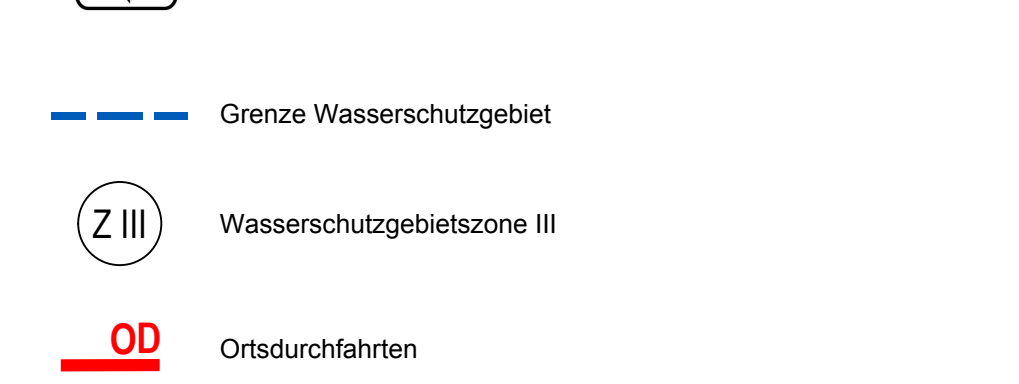 Grenze Wasserschutzgebiet
Z III Wasserschutzgebietszone III
OD Ortsdurchfahrten